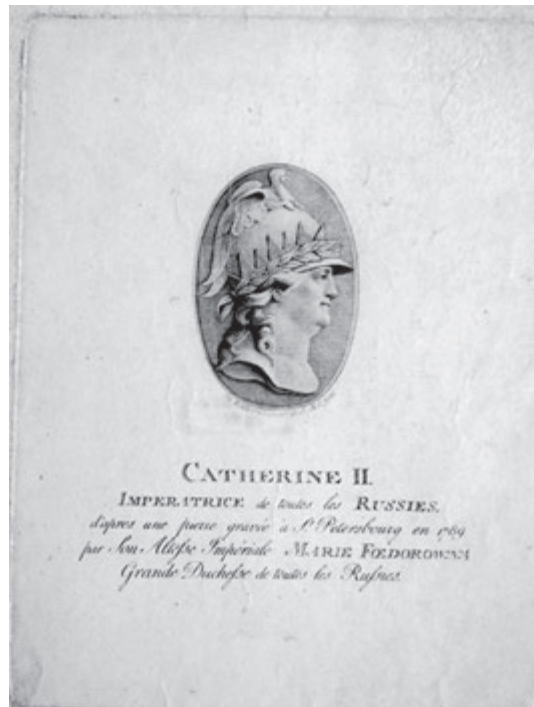 CATHERINE II.
IMPERATRICE de toutes les RUSSIES,
d'apres une pierre gravée à St. Petersbourg en 1789
par Son Altesse Impériale MARIE FŒDOROWNA
Grande Duchesse de toutes les Russies.